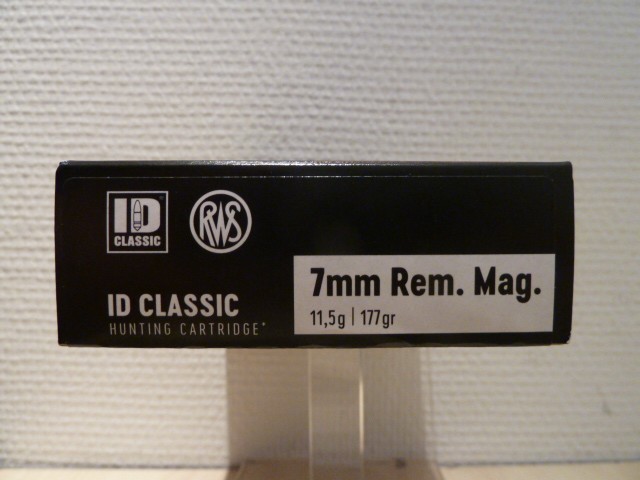 ID
CLASSIC
RWS
ID CLASSIC
HUNTING CARTRIDGE*
7mm Rem. Mag.
11,5g | 177gr